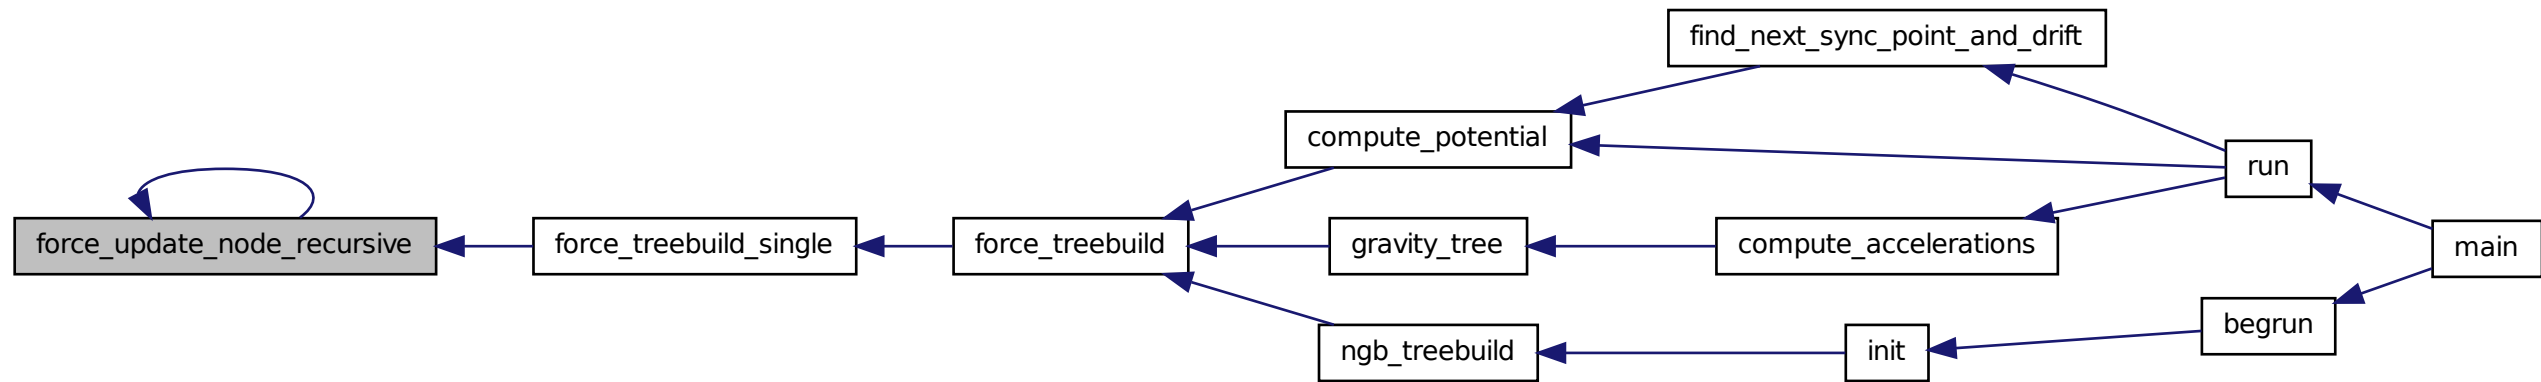 find_next_sync_point_and_drift
compute_potential
run
force_update_node_recursive
force_treebuild_single
force_treebuild
gravity_tree
compute_accelerations
main
begrun
ngb_treebuild
init